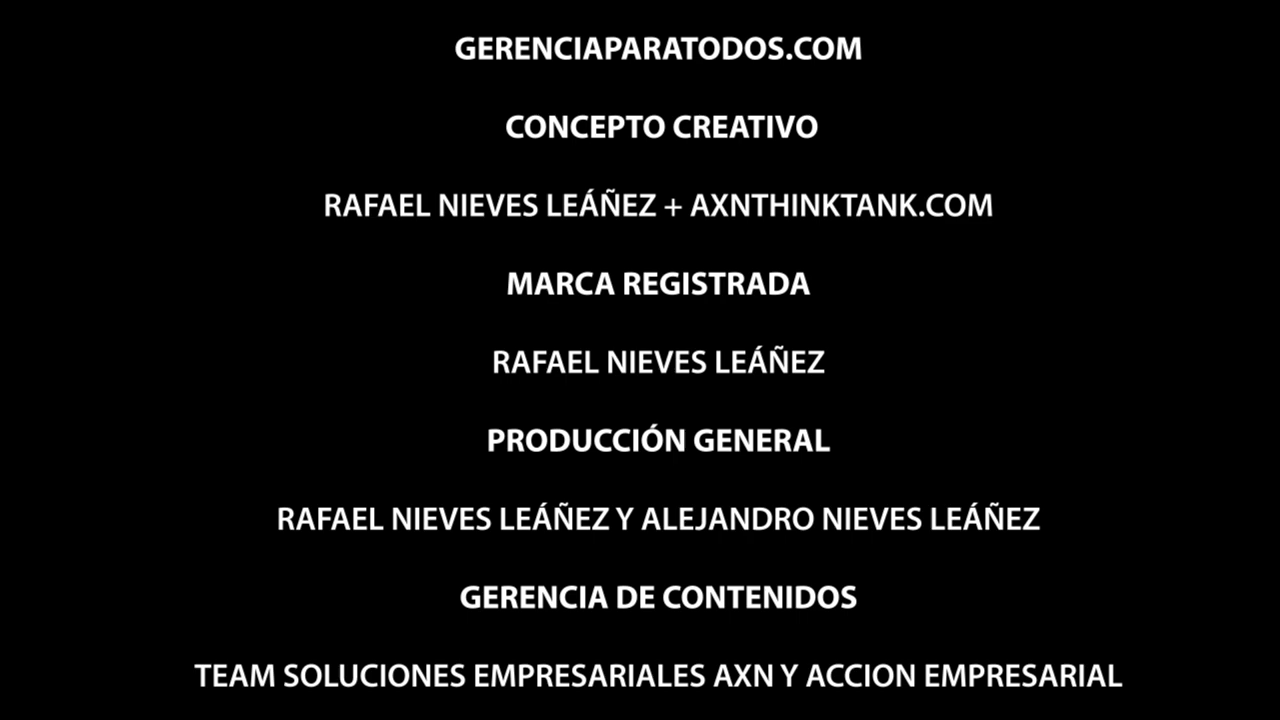 GERENCIAPARATODOS.COM
CONCEPTO CREATIVO
RAFAEL NIEVES LEÁÑEZ + AXNTHINKTANK.COM
MARCA REGISTRADA
RAFAEL NIEVES LEÁÑEZ
PRODUCCIÓN GENERAL
RAFAEL NIEVES LEÁÑEZ Y ALEJANDRO NIEVES LEÁÑEZ
GERENCIA DE CONTENIDOS
TEAM SOLUCIONES EMPRESARIALES AXN Y ACCION EMPRESARIAL